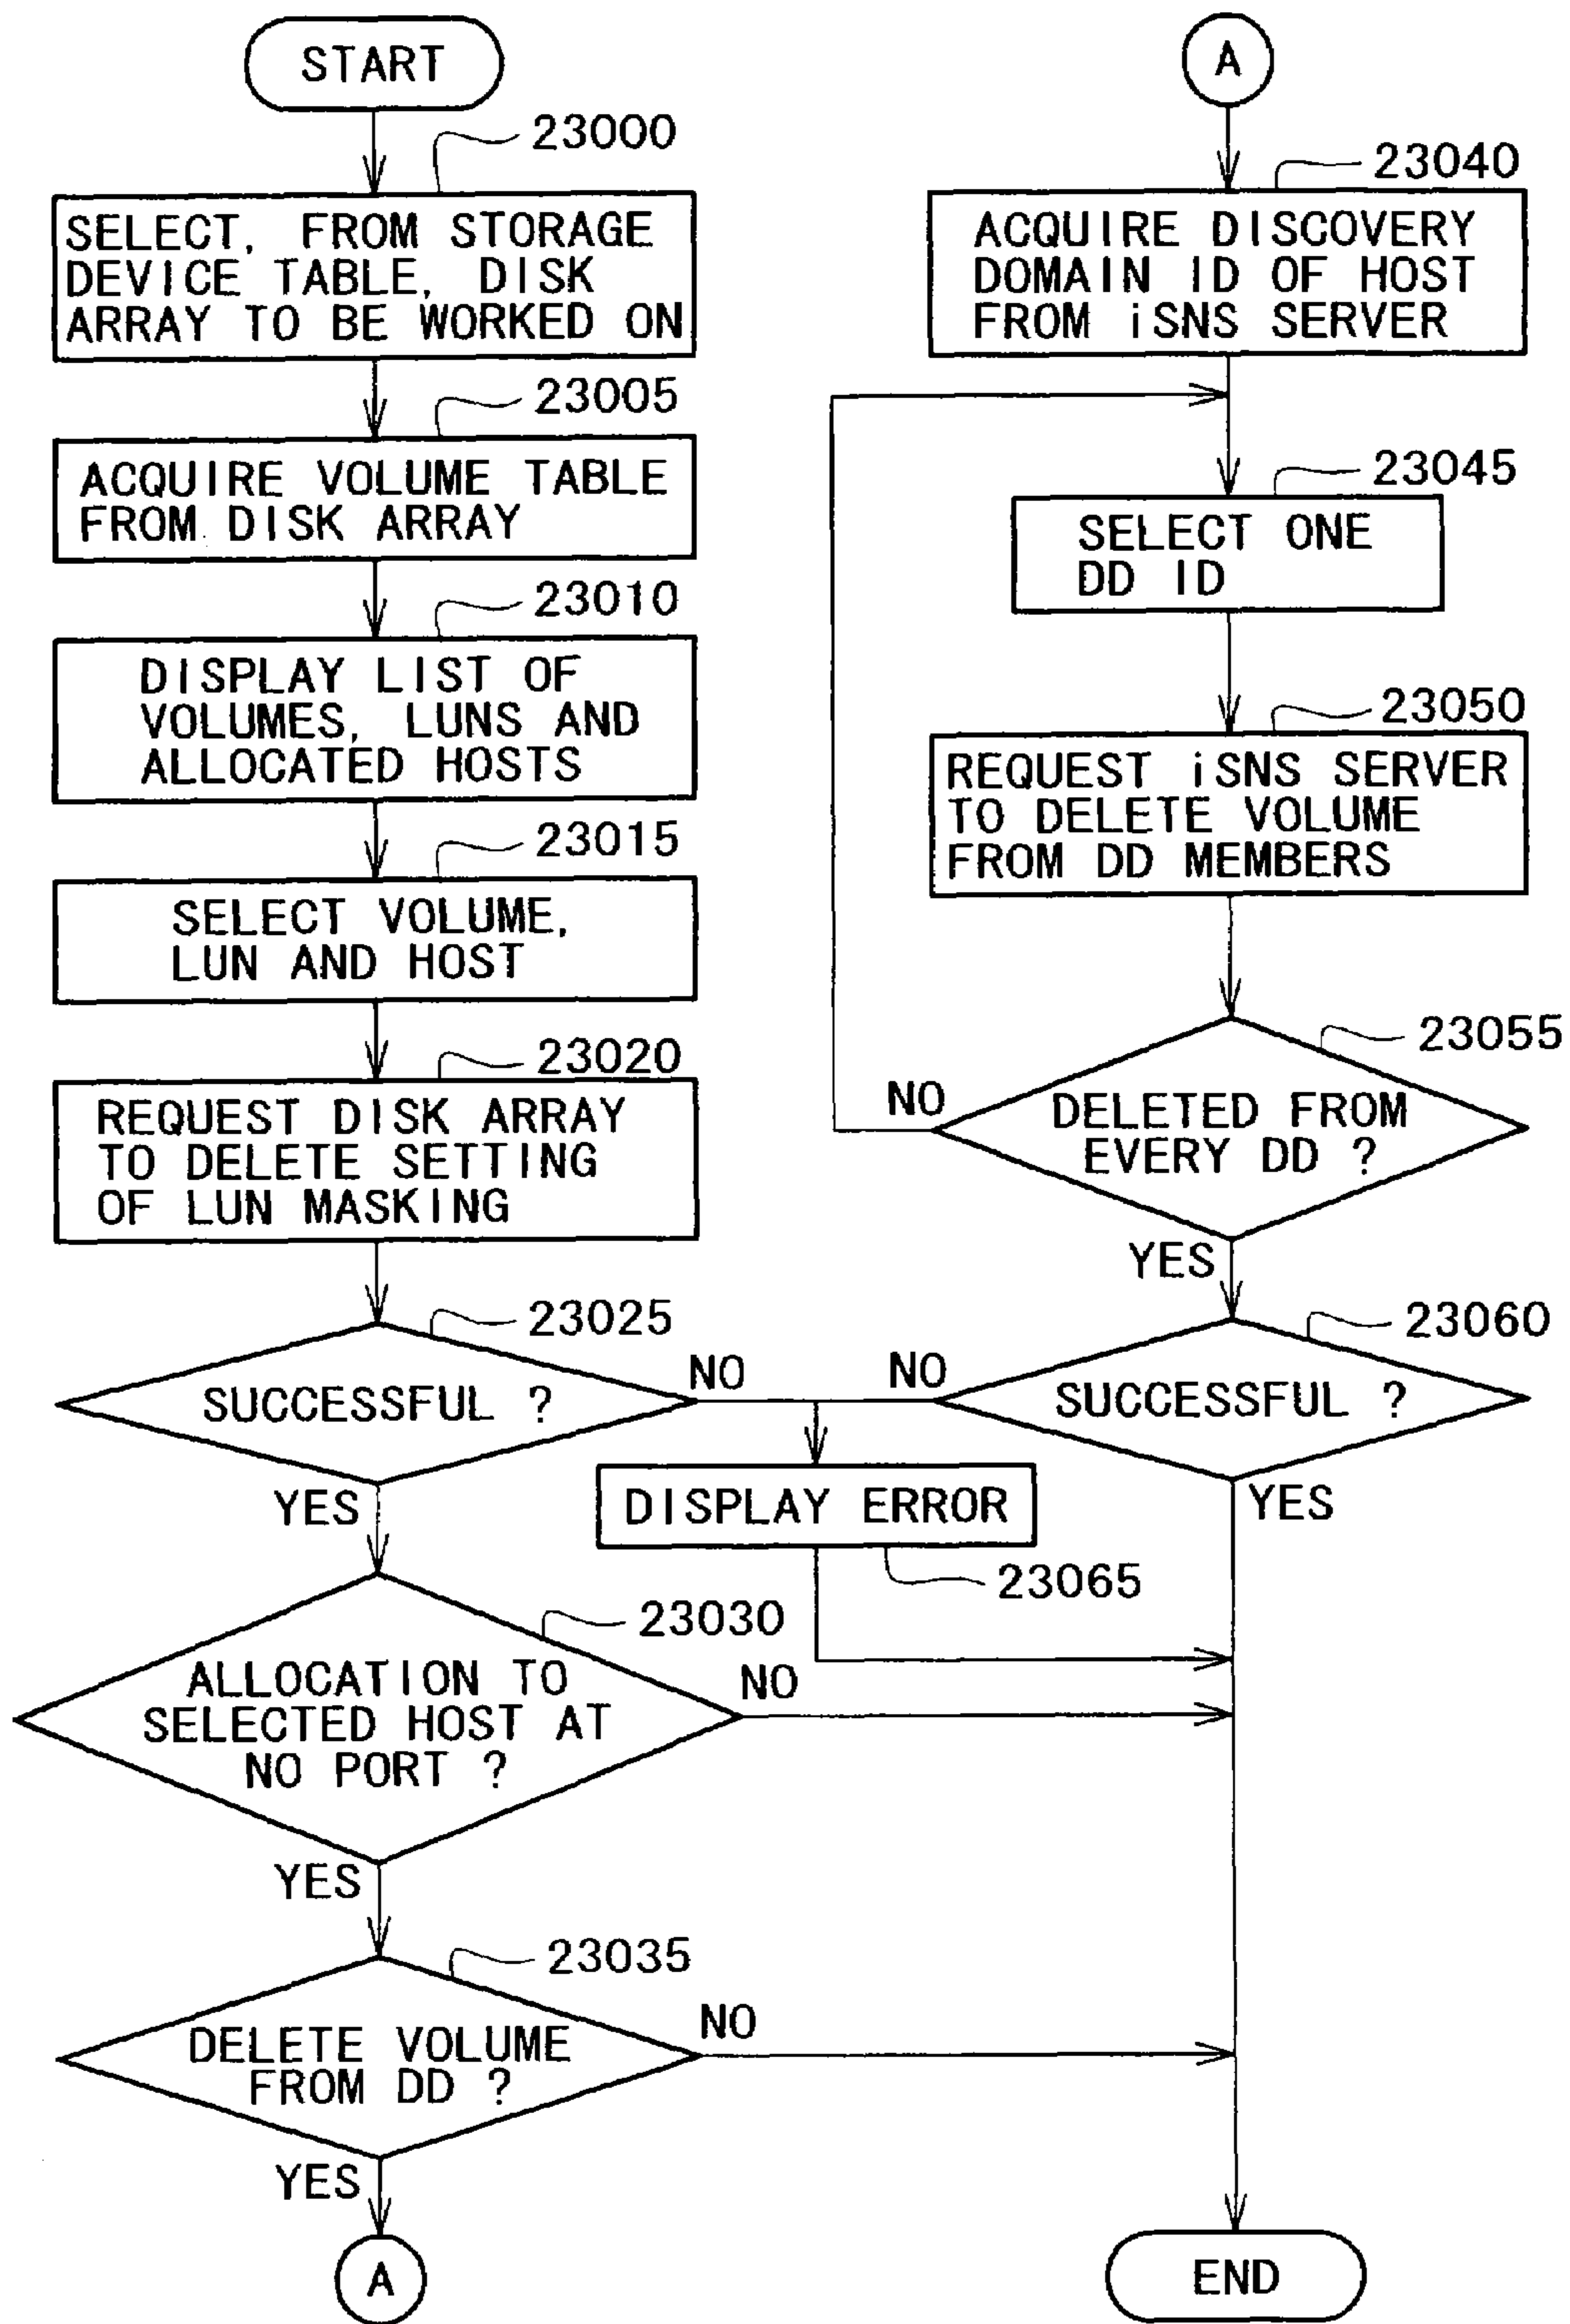 START
23000
SELECT, FROM STORAGE
DEVICE TABLE, DISK
ARRAY TO BE WORKED ON
23005
ACQUIRE VOLUME TABLE
FROM DISK ARRAY
23010
DISPLAY LIST OF
VOLUMES, LUNS AND
ALLOCATED HOSTS
23015
SELECT VOLUME,
LUN AND HOST
23020
REQUEST DISK ARRAY
TO DELETE SETTING
OF LUN MASKING
23025
SUCCESSFUL ?
NO
YES
23030
ALLOCATION TO
SELECTED HOST AT
NO PORT ?
NO
YES
23035
DELETE VOLUME
FROM DD ?
NO
YES
A
A
23040
ACQUIRE DISCOVERY
DOMAIN ID OF HOST
FROM iSNS SERVER
23045
SELECT ONE
DD ID
23050
REQUEST iSNS SERVER
TO DELETE VOLUME
FROM DD MEMBERS
23055
NO
DELETED FROM
EVERY DD ?
YES
23060
NO
SUCCESSFUL ?
YES
DISPLAY ERROR
23065
END